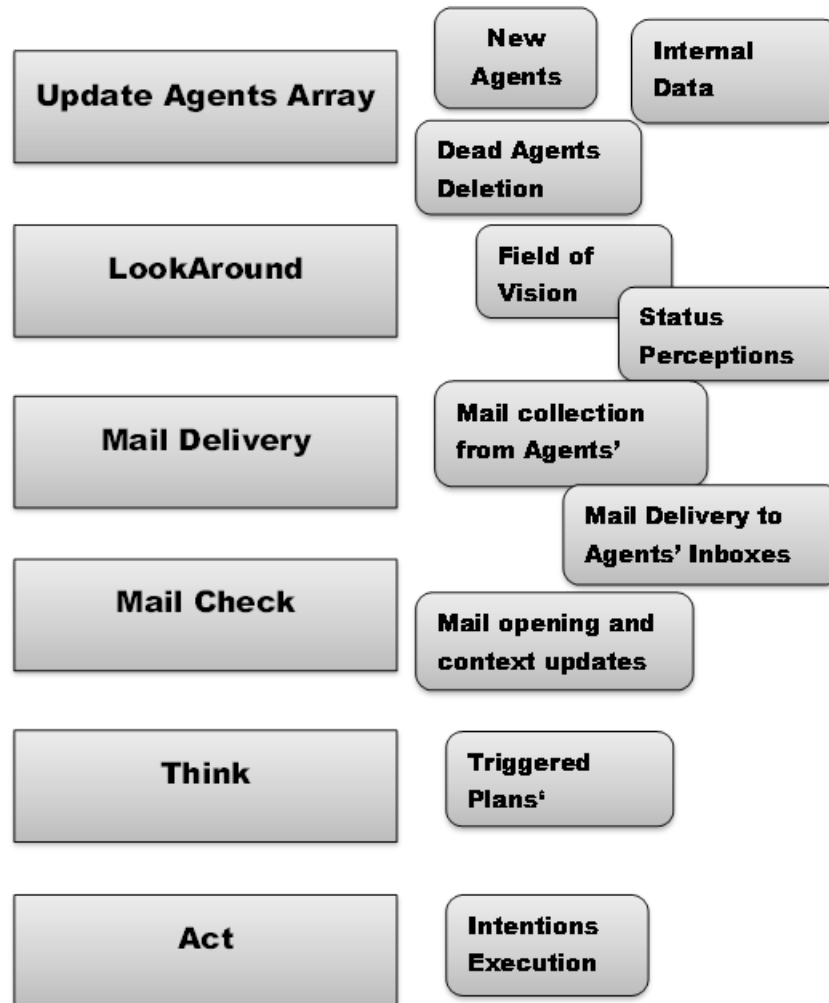 Update Agents Array
New
Agents
Internal
Data
Dead Agents
Deletion
LookAround
Field of
Vision
Status
Perceptions
Mail Delivery
Mail collection
from Agents’
Mail Delivery to
Agents’ Inboxes
Mail Check
Mail opening and
context updates
Think
Triggered
Plans‘
Act
Intentions
Execution